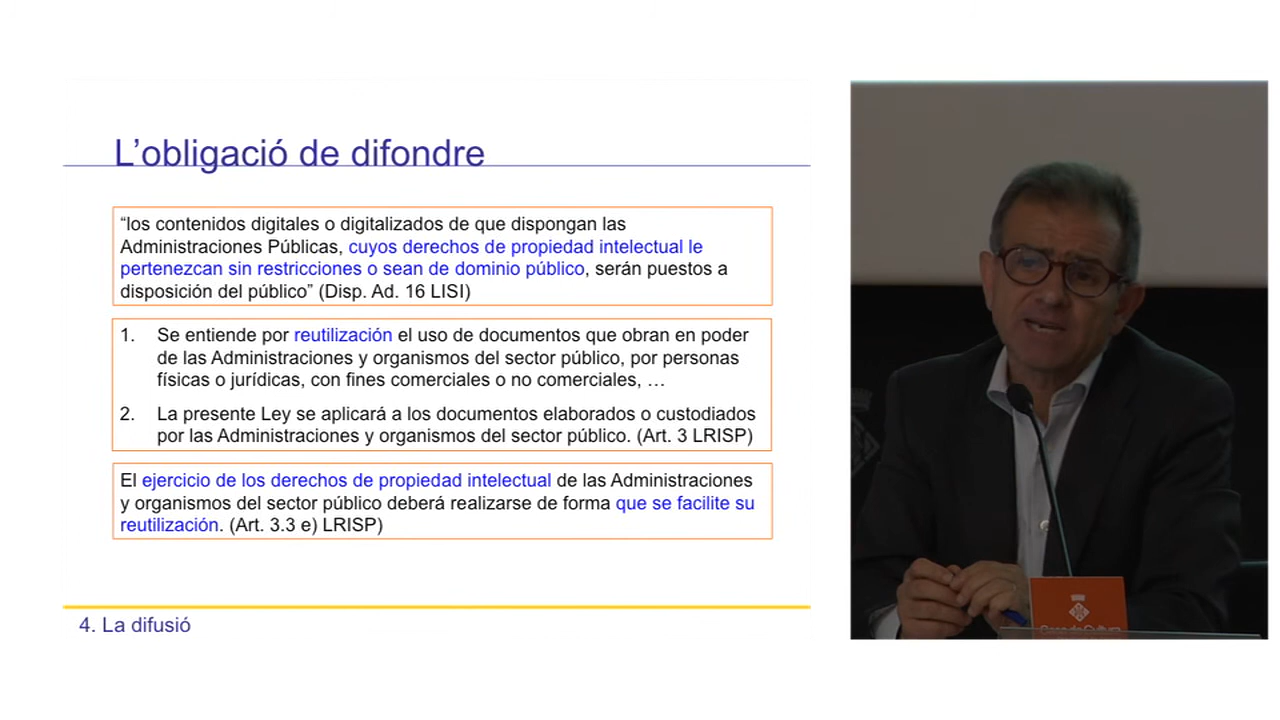 L’obligació de difondre
“los contenidos digitales o digitalizados de que dispongan las
Administraciones Públicas, cuyos derechos de propiedad intelectual le
pertenezcan sin restricciones o sean de dominio público, serán puestos a
disposición del público” (Disp. Ad. 16 LISI)
1. Se entiende por reutilización el uso de documentos que obran en poder
de las Administraciones y organismos del sector público, por personas
físicas o jurídicas, con fines comerciales o no comerciales, …
2. La presente Ley se aplicará a los documentos elaborados o custodiados
por las Administraciones y organismos del sector público. (Art. 3 LRISP)
El ejercicio de los derechos de propiedad intelectual de las Administraciones
y organismos del sector público deberá realizarse de forma que se facilite su
reutilización. (Art. 3.3 e) LRISP)
4. La difusió
Casa de Cultura